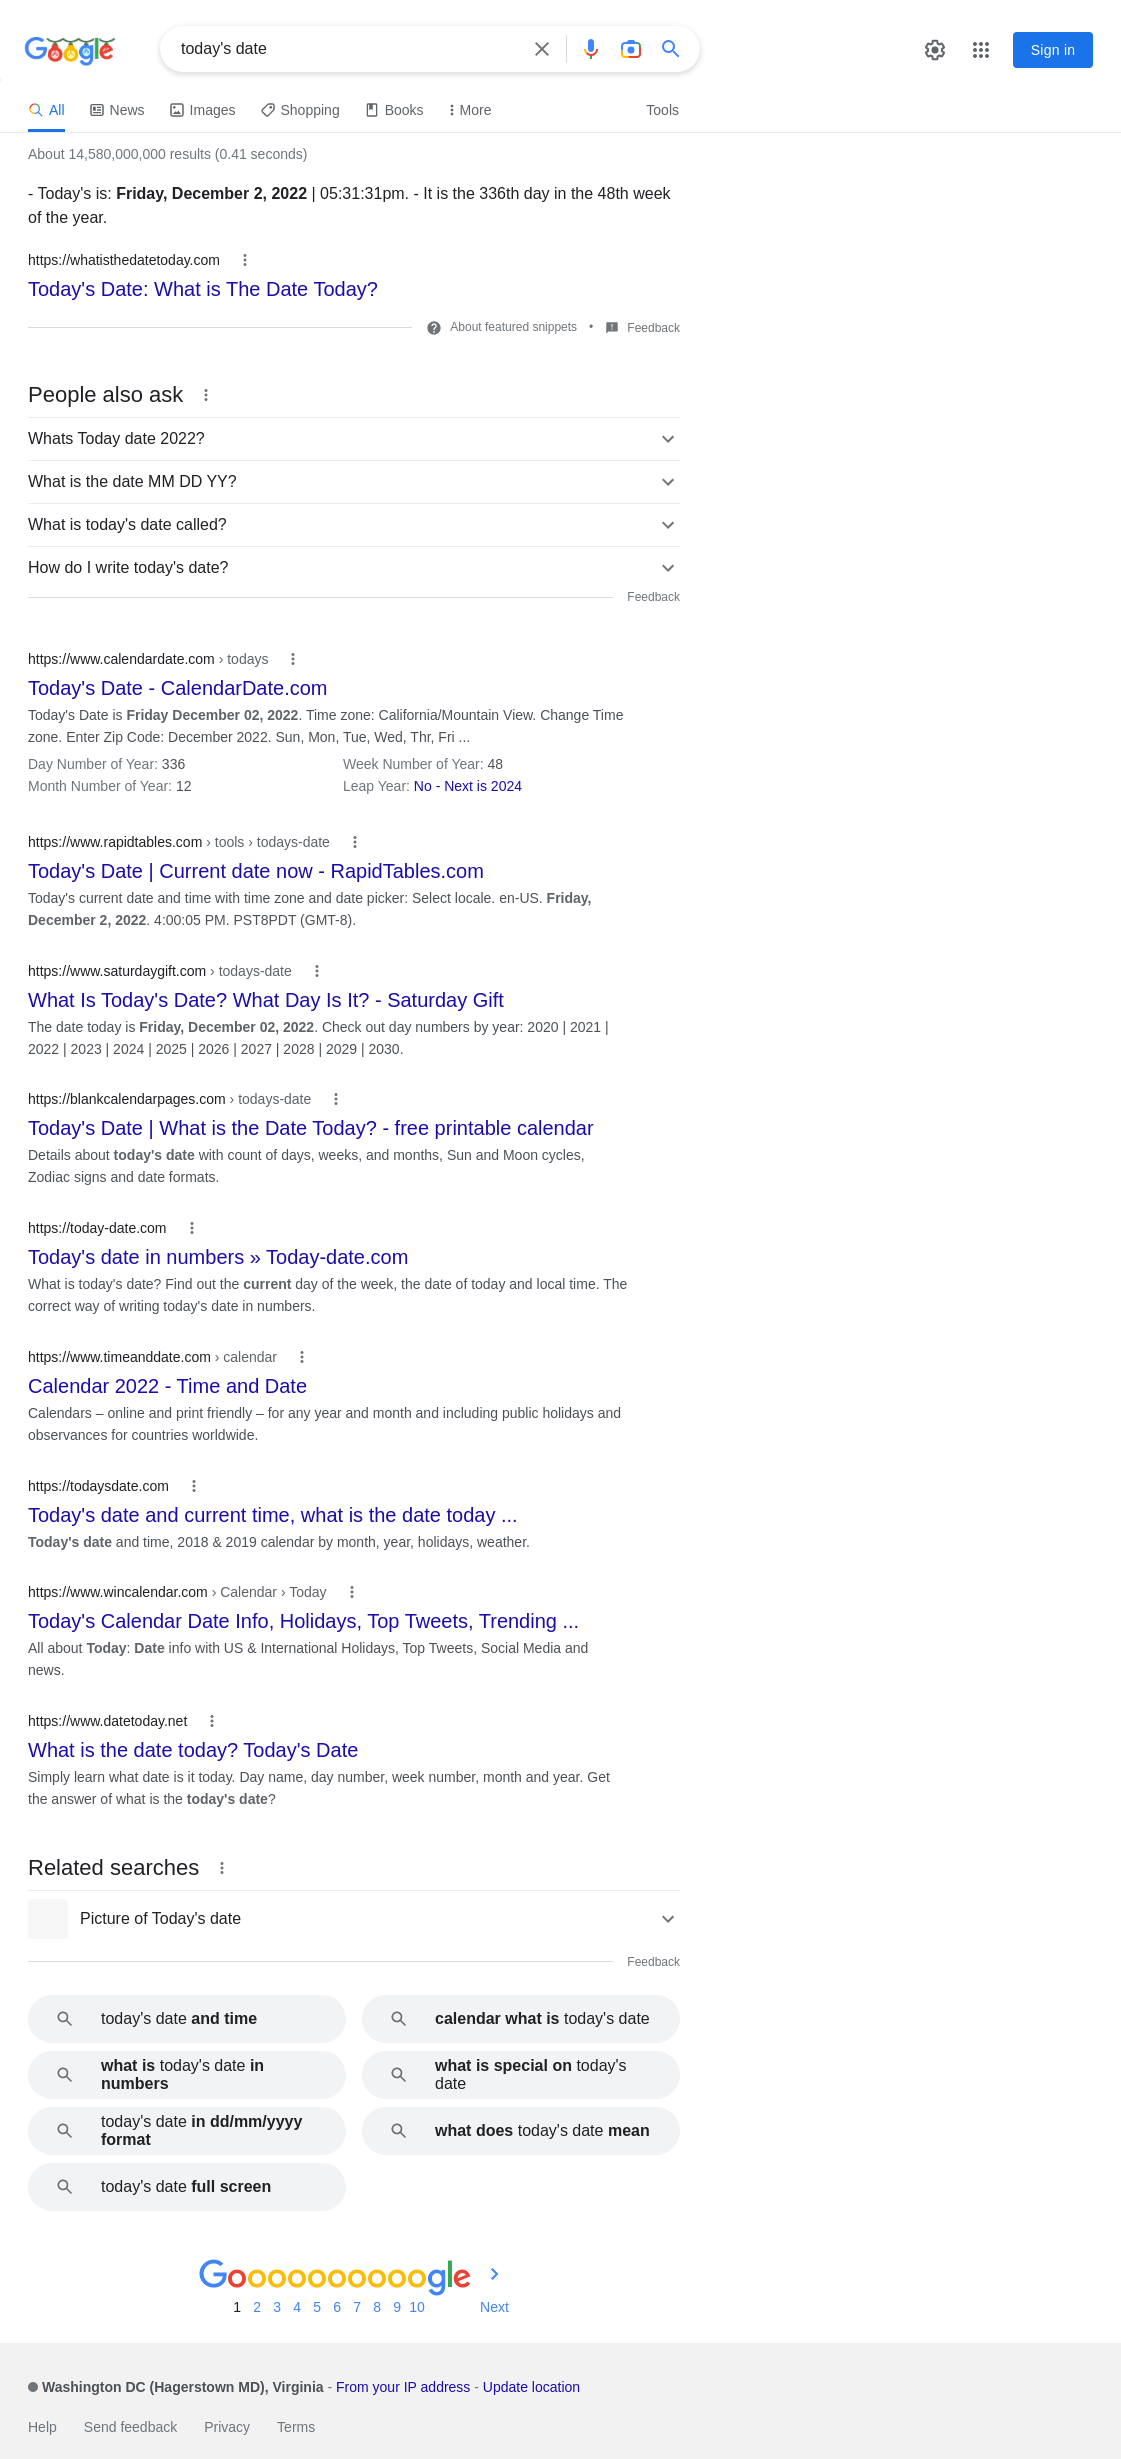 Google
today's date
Sign in
All News Images Shopping Books More Tools
About 14,580,000,000 results (0.41 seconds)
- Today's is: Friday, December 2, 2022 | 05:31:31pm. - It is the 336th day in the 48th week
of the year.
https://whatisthedatetoday.com
Today's Date: What is The Date Today?
About featured snippets • Feedback
People also ask
Whats Today date 2022?
What is the date MM DD YY?
What is today's date called?
How do I write today's date?
Feedback
https://www.calendardate.com › todays
Today's Date - CalendarDate.com
Today's Date is Friday December 02, 2022. Time zone: California/Mountain View. Change Time
zone. Enter Zip Code: December 2022. Sun, Mon, Tue, Wed, Thr, Fri ...
Day Number of Year: 336 Week Number of Year: 48
Month Number of Year: 12 Leap Year: No - Next is 2024
https://www.rapidtables.com › tools › todays-date
Today's Date | Current date now - RapidTables.com
Today's current date and time with time zone and date picker: Select locale. en-US. Friday,
December 2, 2022. 4:00:05 PM. PST8PDT (GMT-8).
https://www.saturdaygift.com › todays-date
What Is Today's Date? What Day Is It? - Saturday Gift
The date today is Friday, December 02, 2022. Check out day numbers by year: 2020 | 2021 |
2022 | 2023 | 2024 | 2025 | 2026 | 2027 | 2028 | 2029 | 2030.
https://blankcalendarpages.com › todays-date
Today's Date | What is the Date Today? - free printable calendar
Details about today's date with count of days, weeks, and months, Sun and Moon cycles,
Zodiac signs and date formats.
https://today-date.com
Today's date in numbers » Today-date.com
What is today's date? Find out the current day of the week, the date of today and local time. The
correct way of writing today's date in numbers.
https://www.timeanddate.com › calendar
Calendar 2022 - Time and Date
Calendars – online and print friendly – for any year and month and including public holidays and
observances for countries worldwide.
https://todaysdate.com
Today's date and current time, what is the date today ...
Today's date and time, 2018 & 2019 calendar by month, year, holidays, weather.
https://www.wincalendar.com › Calendar › Today
Today's Calendar Date Info, Holidays, Top Tweets, Trending ...
All about Today: Date info with US & International Holidays, Top Tweets, Social Media and
news.
https://www.datetoday.net
What is the date today? Today's Date
Simply learn what date is it today. Day name, day number, week number, month and year. Get
the answer of what is the today's date?
Related searches
Picture of Today's date
Feedback
today's date and time
calendar what is today's date
what is today's date in
numbers
what is special on today's
date
today's date in dd/mm/yyyy
format
what does today's date mean
today's date full screen
Goooooooooogle
1 2 3 4 5 6 7 8 9 10 Next
Washington DC (Hagerstown MD), Virginia - From your IP address - Update location
Help Send feedback Privacy Terms